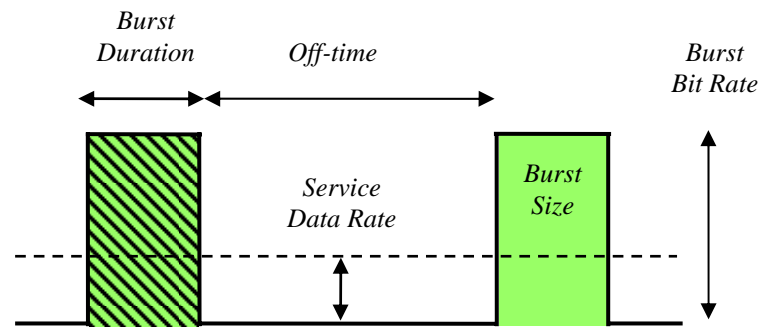 Burst
Duration
Off-time
Burst
Bit Rate
Service
Data Rate
Burst
Size